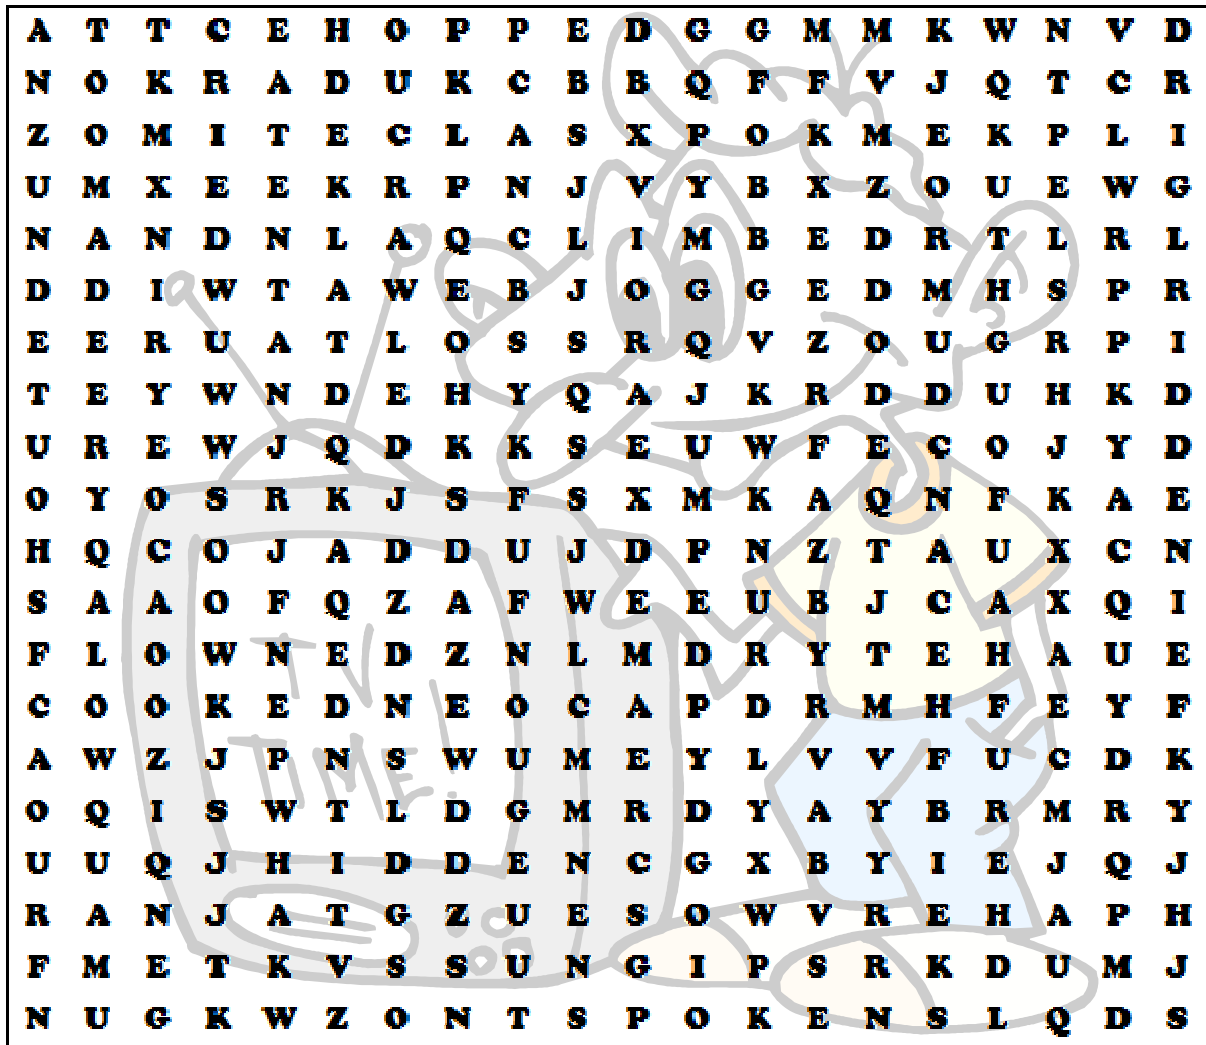 A T T C E H O P P E D G G M M K W N V D
N O K R A D U K C B B Q F F V J Q T C R
Z O M I T E C L A S X P O K M E K P L I
U M X E E K R P N J V Y B X Z O U E W G
N A N D N L A Q C L I M B E D R T L R L
D D I W T A W E B J O G G E D M H S P R
E E R U A T L O S S R Q V Z O U G R P I
T E Y W N D E H Y Q A J K R D D U H K D
U R E W J Q D K K S E U W F E C O J Y D
O Y O S R K J S F S X M K A Q N F K A E
H Q C O J A D D U J D P N Z T A U X C N
S A A O F Q Z A F W E E U B J C A X Q I
F L O W N E D Z N L M D R Y T E H A U E
C O O K E D N E O C A P D R M H F E Y F
A W Z J P N S W U M E Y L V V F U C D K
O Q I S W T L D G M R D Y A Y B R M R Y
U U Q J H I D D E N C G X B Y I E J Q J
R A N J A T G Z U E S O W V R E H A P H
F M E T K V S S U N G I P S R K D U M J
N U G K W Z O N T S P O K E N S L Q D S
TV
TIME!